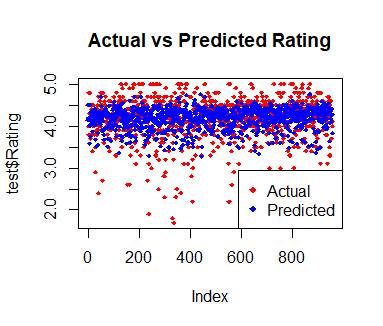 Actual vs Predicted Rating
test$Rating
5.0
4.0
3.0
2.0
Actual
Predicted
0 200 400 600 800
Index